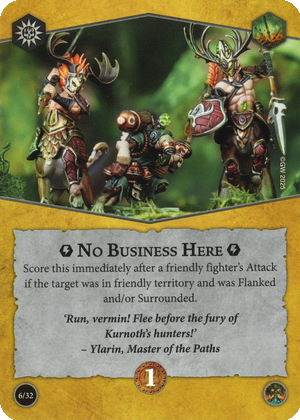 ©GW 2025
No Business Here
Score this immediately after a friendly fighter's Attack
if the target was in friendly territory and was Flanked
and/or Surrounded.
'Run, vermin! Flee before the fury of
Kurnoth's hunters!'
– Ylarin, Master of the Paths
1
6/32